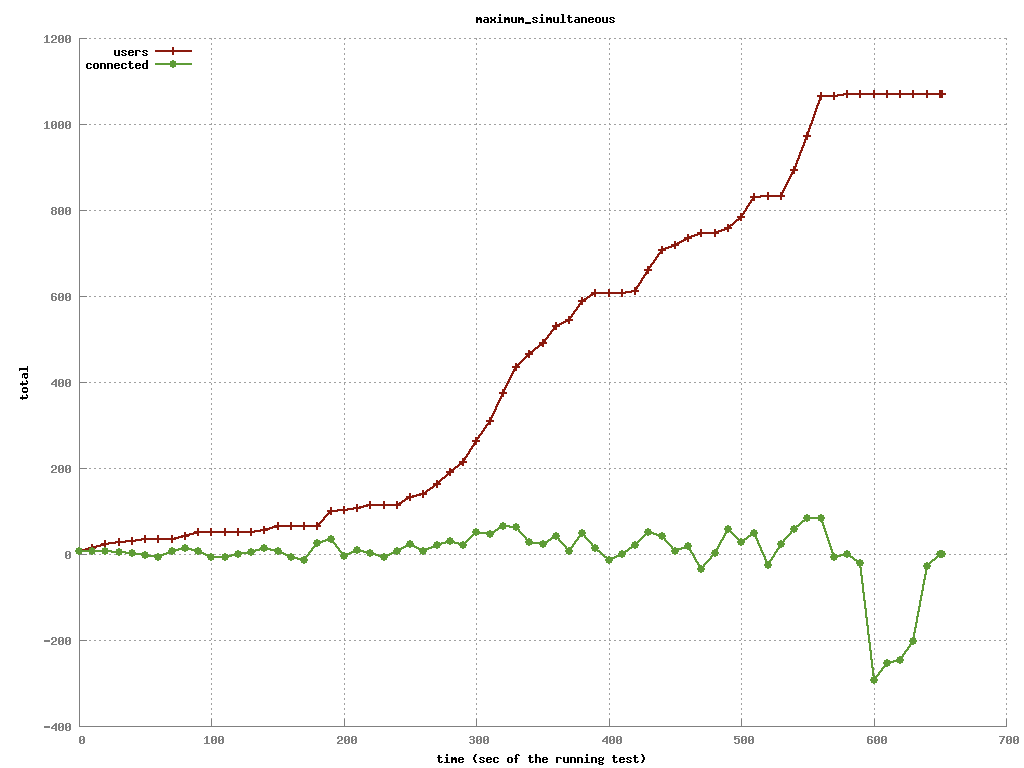 maximum_simultaneous
users
connected
1200
1000
800
600
400
200
0
-200
-400
total
0 100 200 300 400 500 600 700
time (sec of the running test)